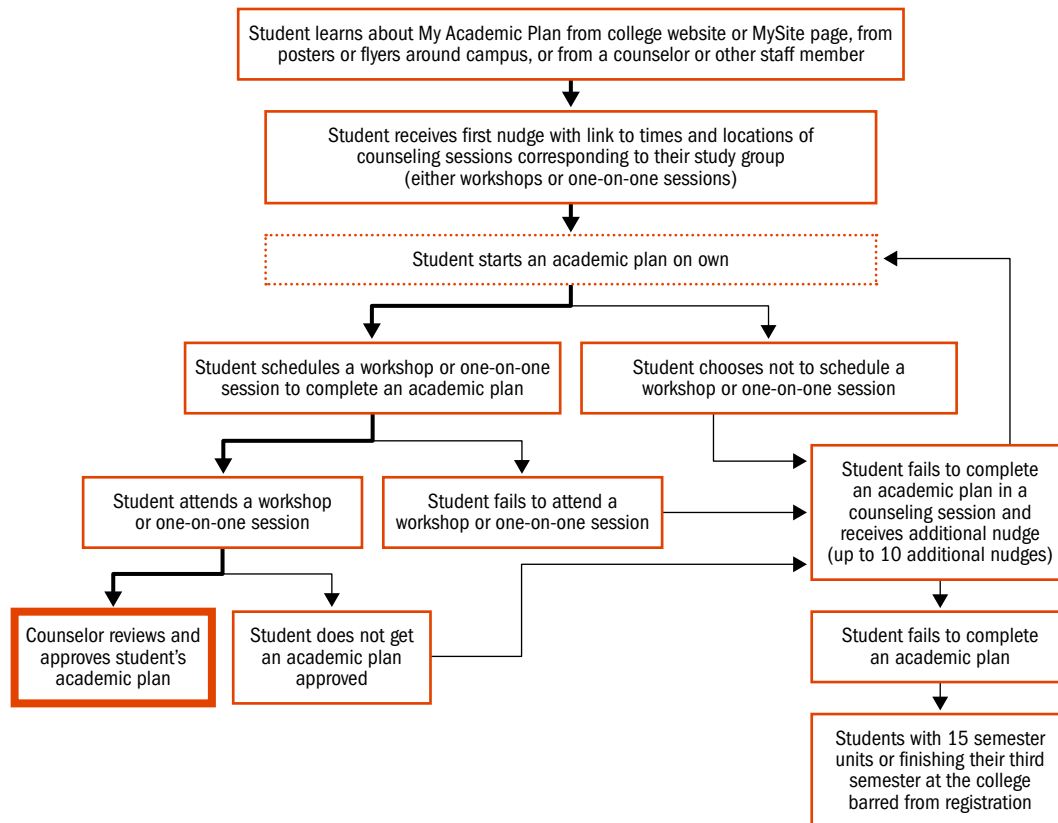 Student learns about My Academic Plan from college website or MySite page, from
posters or flyers around campus, or from a counselor or other staff member
Student receives first nudge with link to times and locations of
counseling sessions corresponding to their study group
(either workshops or one-on-one sessions)
Student starts an academic plan on own
Student schedules a workshop or one-on-one
session to complete an academic plan
Student chooses not to schedule a
workshop or one-on-one session
Student attends a workshop
or one-on-one session
Student fails to attend a
workshop or one-on-one session
Student fails to complete
an academic plan in a
counseling session and
receives additional nudge
(up to 10 additional nudges)
Counselor reviews and
approves student's
academic plan
Student does not get
an academic plan
approved
Student fails to complete
an academic plan
Students with 15 semester
units or finishing their third
semester at the college
barred from registration